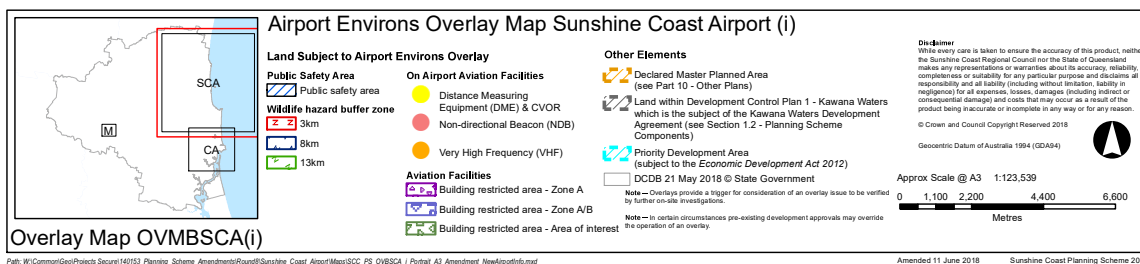 Airport Environs Overlay Map Sunshine Coast Airport (i)
SCA
M
CA
Overlay Map OVMBSCA(i)
Land Subject to Airport Environs Overlay
Public Safety Area
Public safety area
Wildlife hazard buffer zone
3km
8km
13km
On Airport Aviation Facilities
Distance Measuring
Equipment (DME) & CVOR
Non-directional Beacon (NDB)
Very High Frequency (VHF)
Aviation Facilities
Building restricted area - Zone A
Building restricted area - Zone A/B
Building restricted area - Area of interest
Other Elements
Declared Master Planned Area
(see Part 10 - Other Plans)
Land within Development Control Plan 1 - Kawana Waters
which is the subject of the Kawana Waters Development
Agreement (see Section 1.2 - Planning Scheme
Components)
Priority Development Area
(subject to the Economic Development Act 2012)
DCDB 21 May 2018 © State Government
Note — Overlays provide a trigger for consideration of an overlay issue to be verified
by further on-site investigations.
Note — In certain circumstances pre-existing development approvals may override
the operation of an overlay.
Disclaimer
While every care is taken to ensure the accuracy of this product, neithe
the Sunshine Coast Regional Council nor the State of Queensland
makes any representations or warranties about its accuracy, reliability,
completeness or suitability for any particular purpose and disclaims all
responsibility and all liability (including without limitation, liability in
negligence) for all expenses, losses, damages (including indirect or
consequential damage) and costs that may occur as a result of the
product being inaccurate or incomplete in any way or for any reason.
© Crown and Council Copyright Reserved 2018
Geocentric Datum of Australia 1994 (GDA94)
Approx Scale @ A3 1:123,539
0 1,100 2,200 4,400 6,600
Metres
Path: W:\Common\Geo\Projects Secure\140153_Planning_Scheme_Amendments\Round8\Sunshine_Coast_Airport\Maps\SCC_PS_OVSBCA_i_Portrait_A3_Amendment_NewAirportInfo.mxd
Amended 11 June 2018
Sunshine Coast Planning Scheme 20